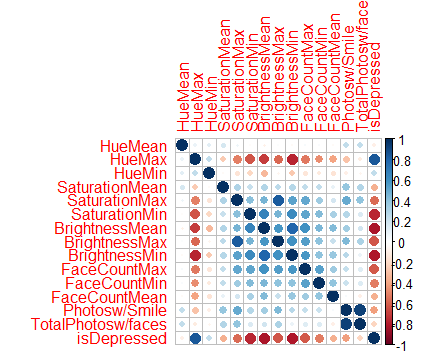 HueMean
HueMax
HueMin
SaturationMean
SaturationMax
SaturationMin
BrightnessMean
BrightnessMax
BrightnessMin
FaceCountMax
FaceCountMin
FaceCountMean
Photosw/Smile
TotalPhotosw/faces
isDepressed
HueMean
HueMax
HueMin
SaturationMean
SaturationMax
SaturationMin
BrightnessMean
BrightnessMax
BrightnessMin
FaceCountMax
FaceCountMin
FaceCountMean
Photosw/Smile
TotalPhotosw/faces
isDepressed
1
0.8
0.6
0.4
0.2
0
-0.2
-0.4
-0.6
-0.8
-1